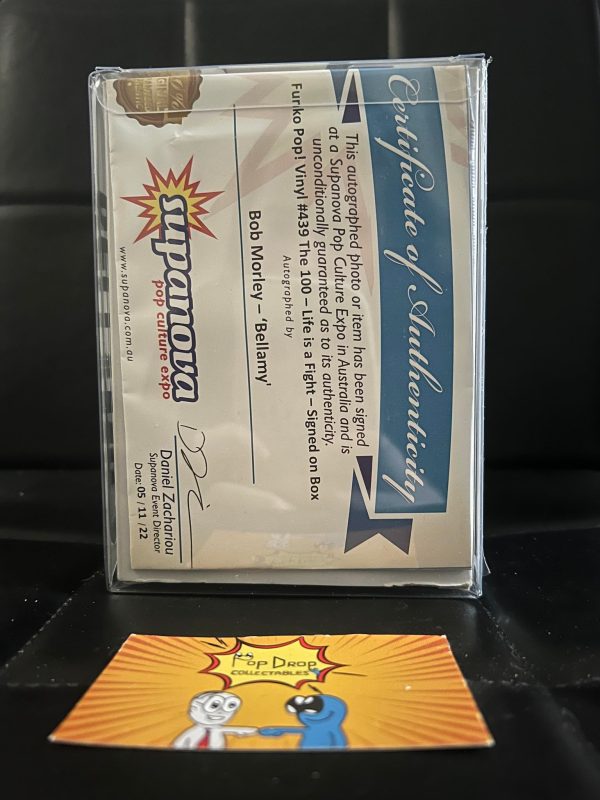 Certificate of Authenticity
This autographed photo or item has been signed
at a Supanova Pop Culture Expo in Australia and is
unconditionally guaranteed as to its authenticity.
Funko Pop! Vinyl #439 The 100 – Life is a Fight – Signed on Box
Autographed by
Bob Morley – 'Bellamy'
supanova
pop culture expo
www.supanova.com.au
Daniel Zachariou
Supanova Event Director
Date: 05 / 11 / 22
Pop Drop
COLLECTABLES